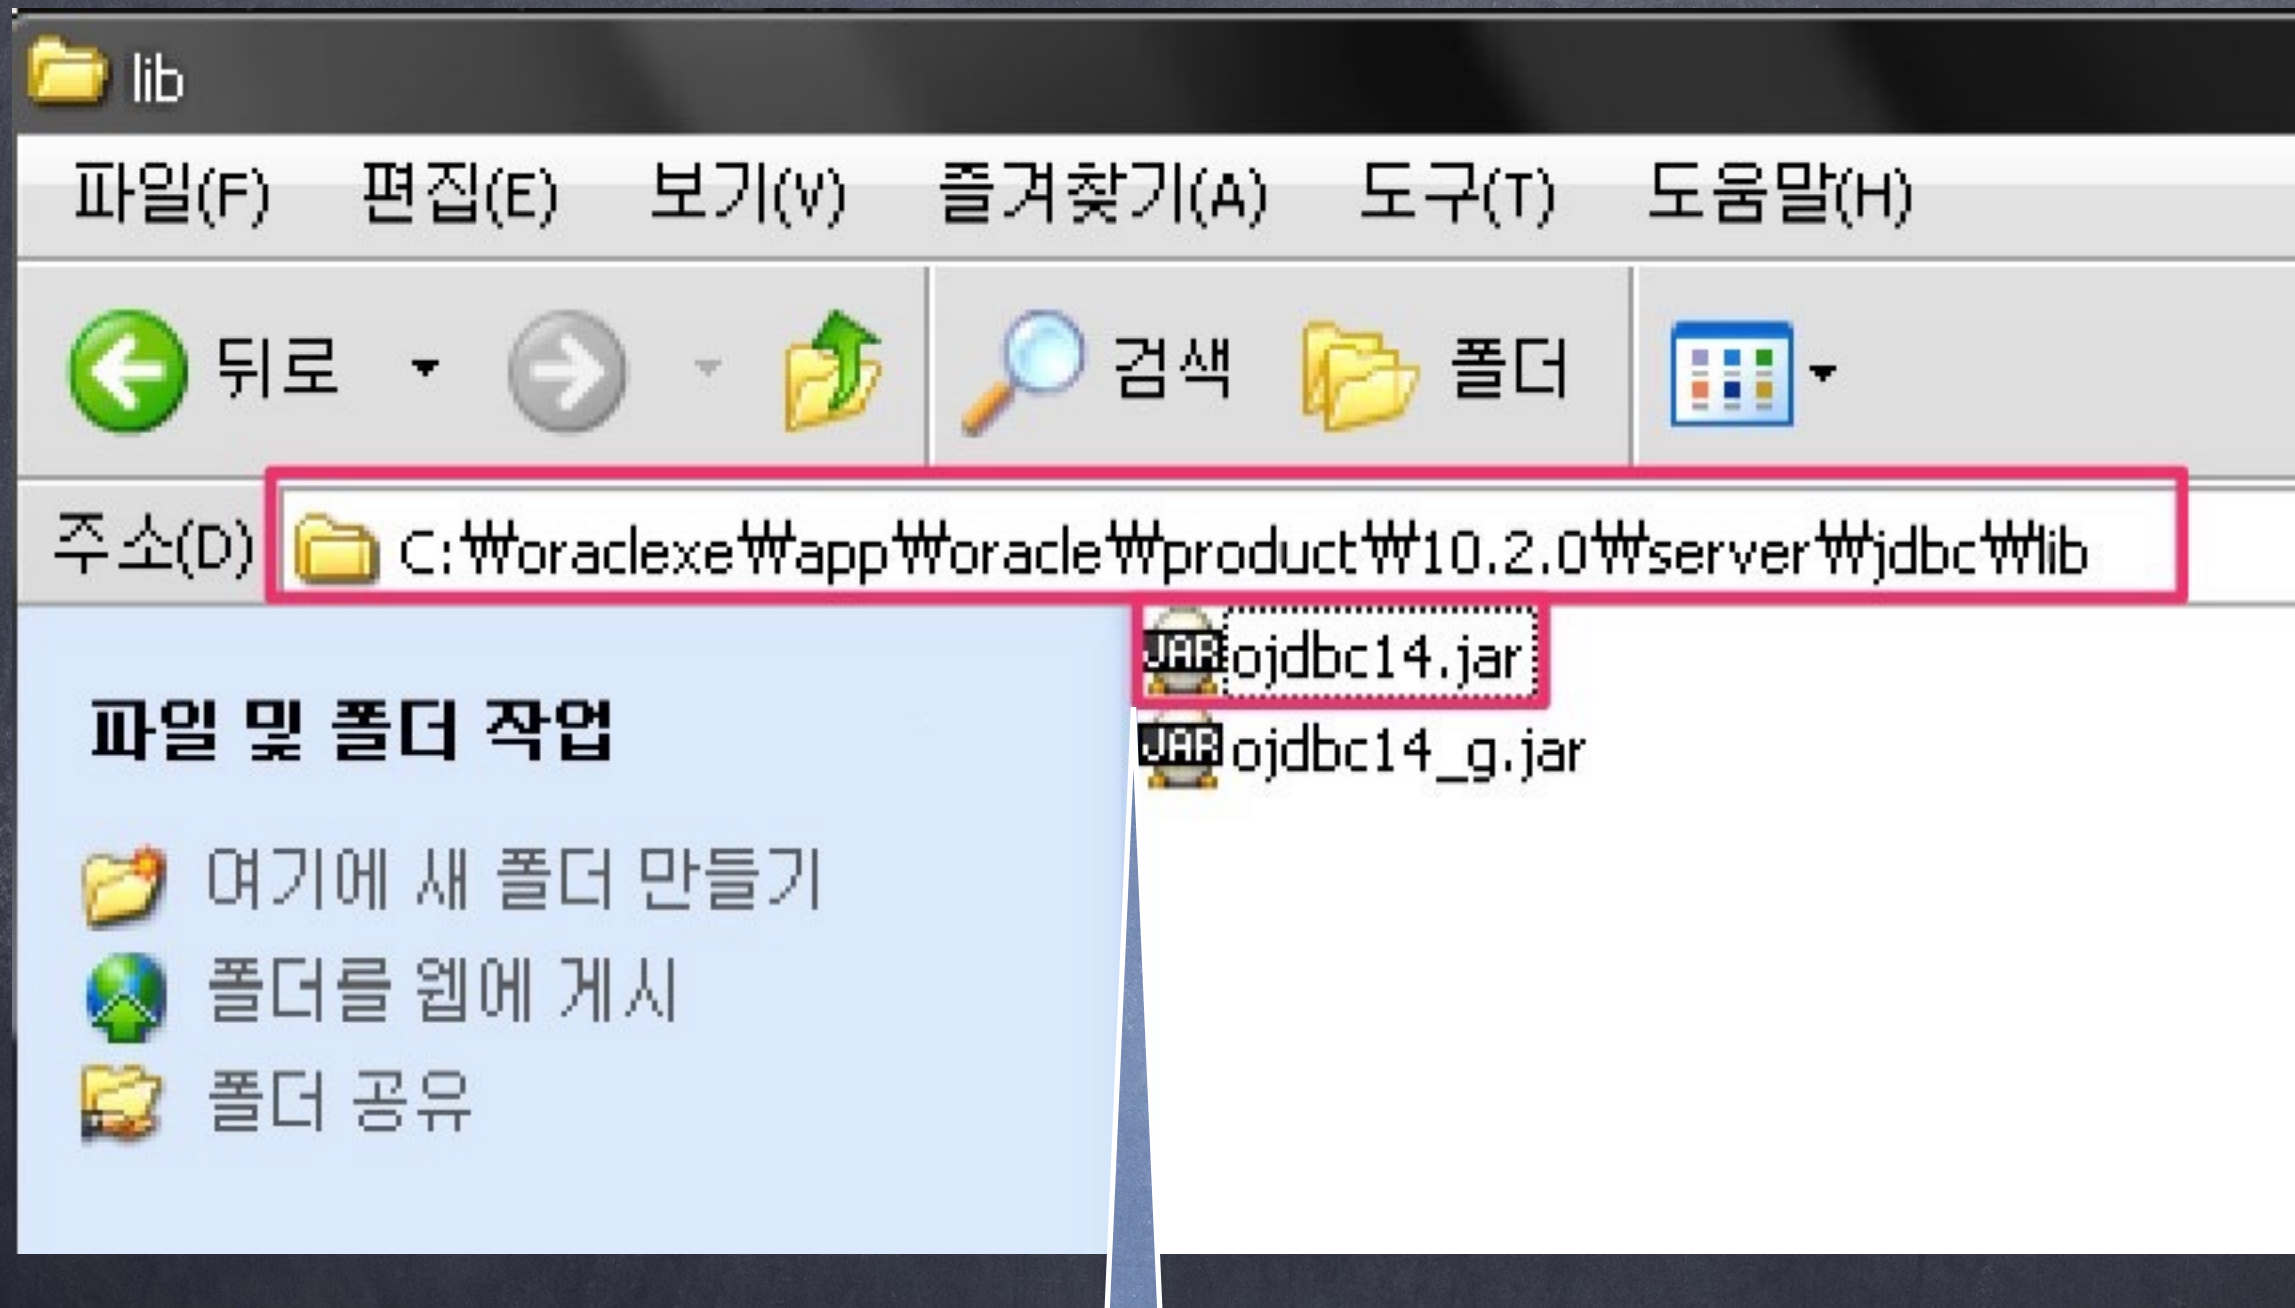 lib
파일(F) 편집(E) 보기(V) 즐겨찾기(A) 도구(T) 도움말(H)
뒤로 검색 폴더
주소(D) C:₩oraclexe₩app₩oracle₩product₩10.2.0₩server₩jdbc₩lib
JAR ojdbc14.jar
JAR ojdbc14_g.jar
파일 및 폴더 작업
여기에 새 폴더 만들기
폴더를 웹에 게시
폴더 공유